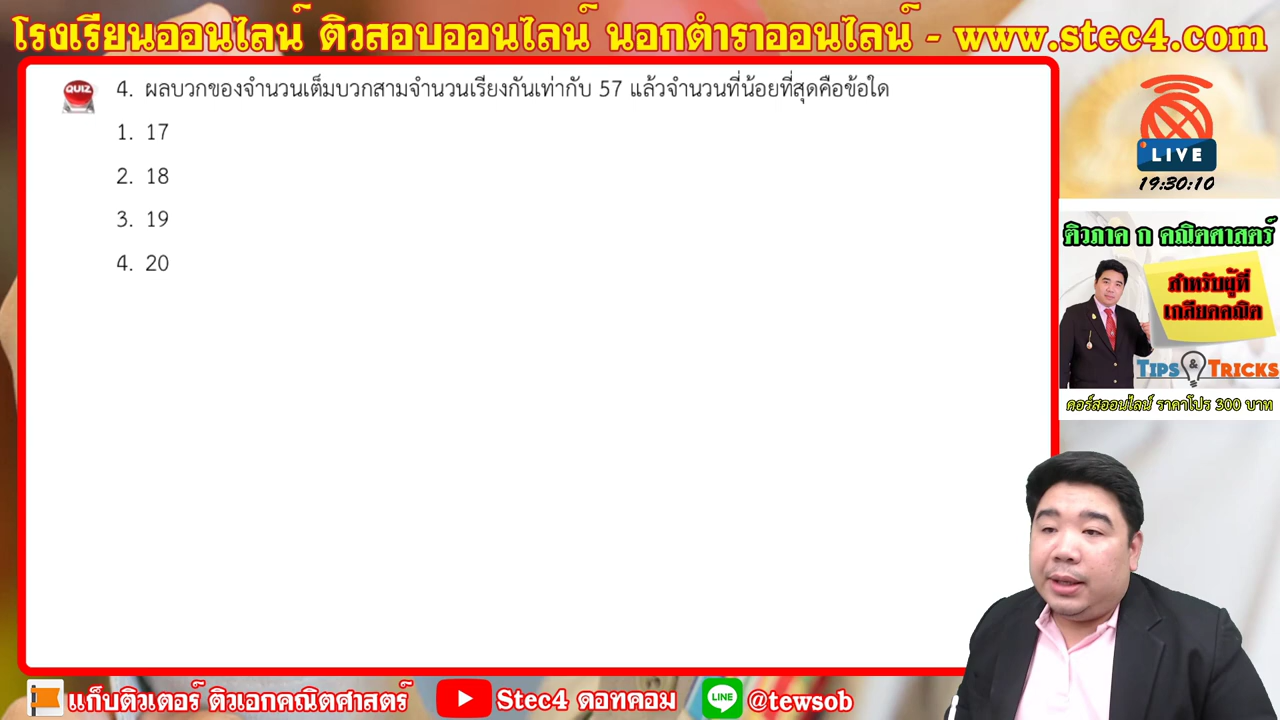 โรงเรียนออนไลน์ ติวสอบออนไลน์ นอกตำราออนไลน์ - www.stec4.com
QUIZ
4. ผลบวกของจำนวนเต็มบวกสามจำนวนเรียงกันเท่ากับ 57 แล้วจำนวนที่น้อยที่สุดคือข้อใด
1. 17
2. 18
3. 19
4. 20
LIVE
19:30:10
ติวภาค ก คณิตศาสตร์
สำหรับผู้ที่
เกลียดคณิต
TIPS & TRICKS
คอร์สออนไลน์ ราคาโปร 300 บาท
แก๊บติวเตอร์ ติวเอกคณิตศาสตร์
Stec4 ดอทคอม
LINE
@tewsob